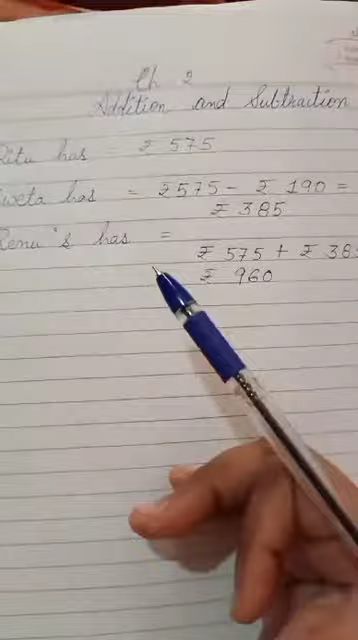 Ch 2
Addition and Subtraction
Ritu has = ₹ 575
Sweta has = ₹ 575 - ₹ 190 =
₹ 385
Renu's has =
₹ 575 + ₹ 385
₹ 960